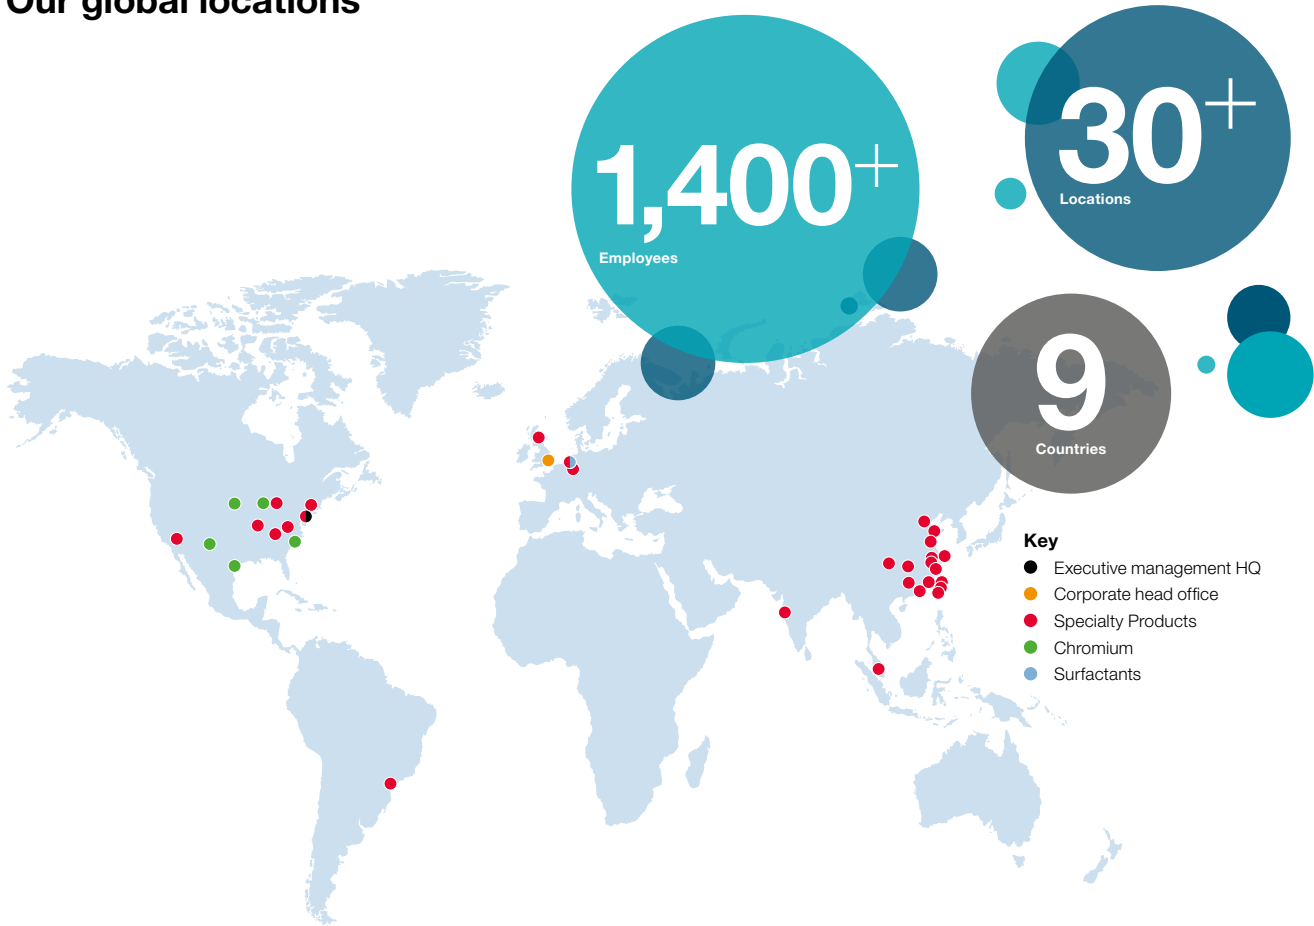 Our global locations
1,400+
Employees
30+
Locations
9
Countries
Key
Executive management HQ
Corporate head office
Specialty Products
Chromium
Surfactants